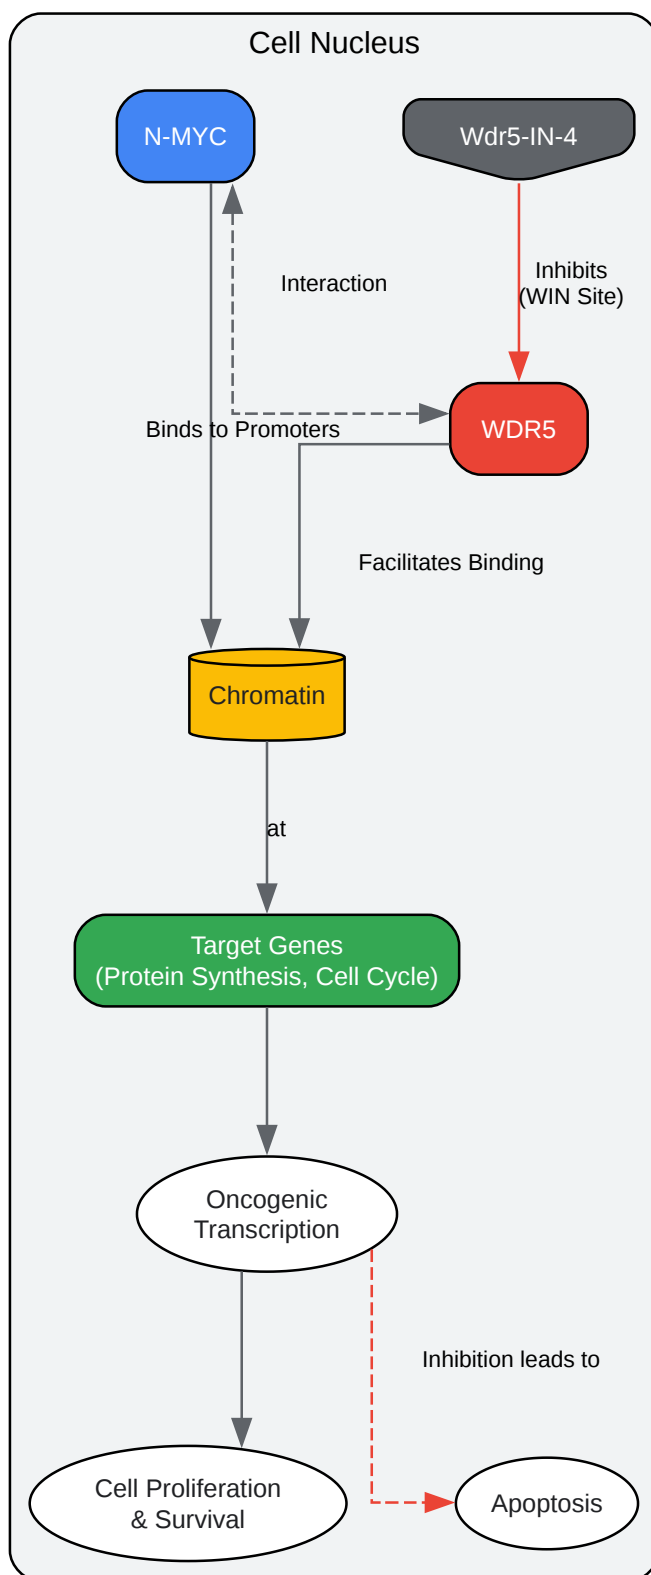 Cell Nucleus
N-MYC
Wdr5-IN-4
Interaction
Inhibits
(WIN Site)
Binds to Promoters
WDR5
Facilitates Binding
Chromatin
at
Target Genes
(Protein Synthesis, Cell Cycle)
Oncogenic
Transcription
Inhibition leads to
Cell Proliferation
& Survival
Apoptosis